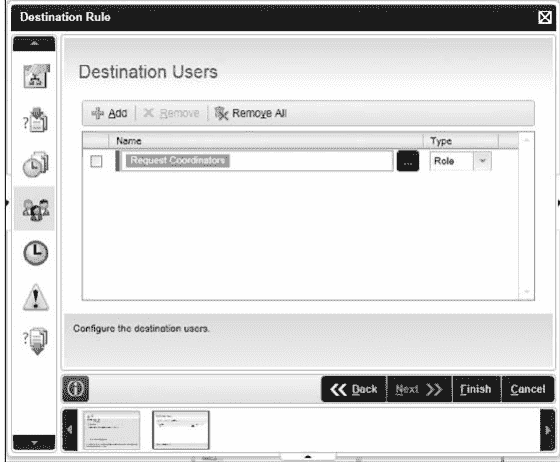 Destination Rule
Destination Users
Add Remove Remove All
Name Type
Request Coordinators ... Role
Configure the destination users.
Back Next Finish Cancel